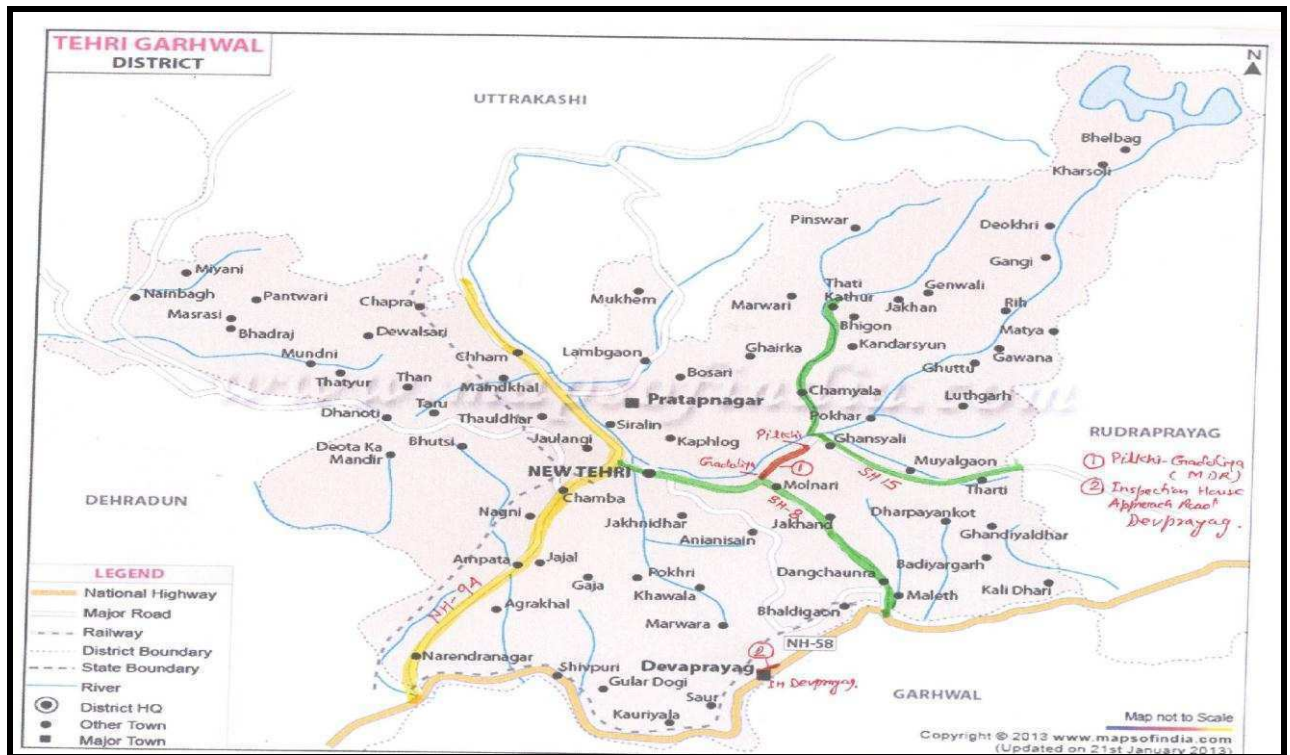 TEHRI GARHWAL
DISTRICT
N
UTTRAKASHI
Bhelbag
Kharsoli
Pinswar
Deokhri
Gangi
Miyani
Nainbagh
Pantwari
Chapra
Mukhem
Marwari
Thati
Kathur
Jakhan
Genwali
Rih
Masrasi
Bhadraj
Dewalsari
Bhigon
Kandarsyun
Matya
Gawana
Mundni
Thatyur
Than
Chham
Maindkhal
Lambgaon
Ghairka
Bosari
Ghuttu
Luthgarh
www.mapsofindia.com
Dhanoti
Taru
Thauldhar
Pratapnagar
Chamyala
Pokhar
Deota Ka
Mandir
Bhutsi
Jaulangi
Siralin
Kaphlog
Ghansyali
Muyalgaon
Tharti
RUDRAPRAYAG
NEW TEHRI
Chamba
Molnari
SH-8
SH 15
1
1 (MDR)
2 Inspection House
Approach Road
Devprayag.
DEHRADUN
Nagni
Jakhnidhar
Anianisain
Jakhand
Dharpayankot
Ghandiyaldhar
Ampata
Jajal
Gaja
Pokhri
Khawala
Dangchaunra
Badiyargarh
Kali Dhari
NH-9A
Agrakhal
Marwara
Bhaldigaon
Maleth
Narendranagar
Shivpuri
Gular Dogi
Devaprayag
2
NH-58
IH Devprayag.
Saur
Kauriyala
GARHWAL
LEGEND
National Highway
Major Road
Railway
District Boundary
State Boundary
River
District HQ
Other Town
Major Town
Map not to Scale
Copyright © 2013 www.mapsofindia.com
(Updated on 21st January 2013)